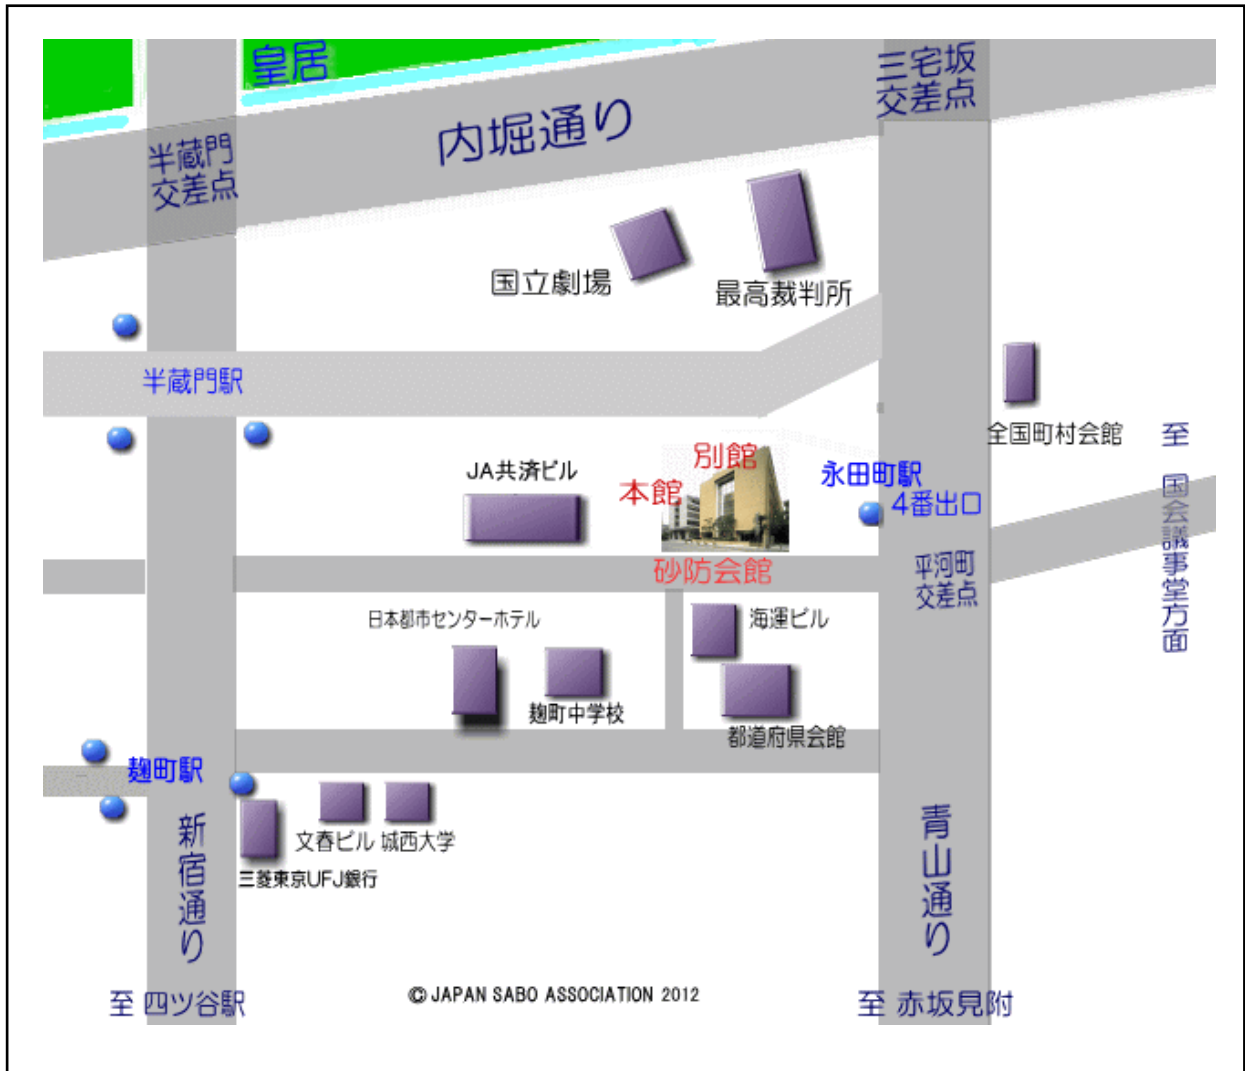 皇居
三宅坂
交差点
内堀通り
半蔵門
交差点
国立劇場
最高裁判所
半蔵門駅
全国町村会館
至 国会議事堂方面
別館
本館
JA共済ビル
永田町駅
4番出口
砂防会館
平河町
交差点
日本都市センターホテル
海運ビル
麹町中学校
都道府県会館
麹町駅
文春ビル 城西大学
三菱東京UFJ銀行
新宿通り
青山通り
至 四ツ谷駅
© JAPAN SABO ASSOCIATION 2012
至 赤坂見附